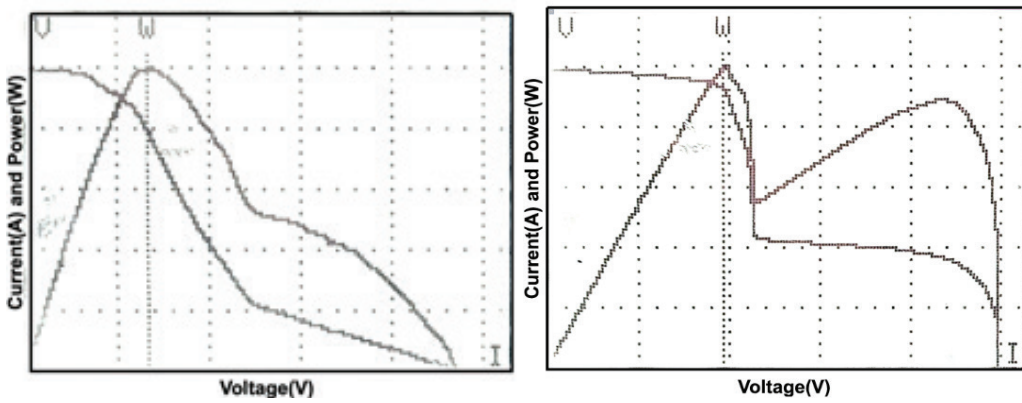 V W
Current(A) and Power(W)
I
Voltage(V)
V W
Current(A) and Power(W)
I
Voltage(V)